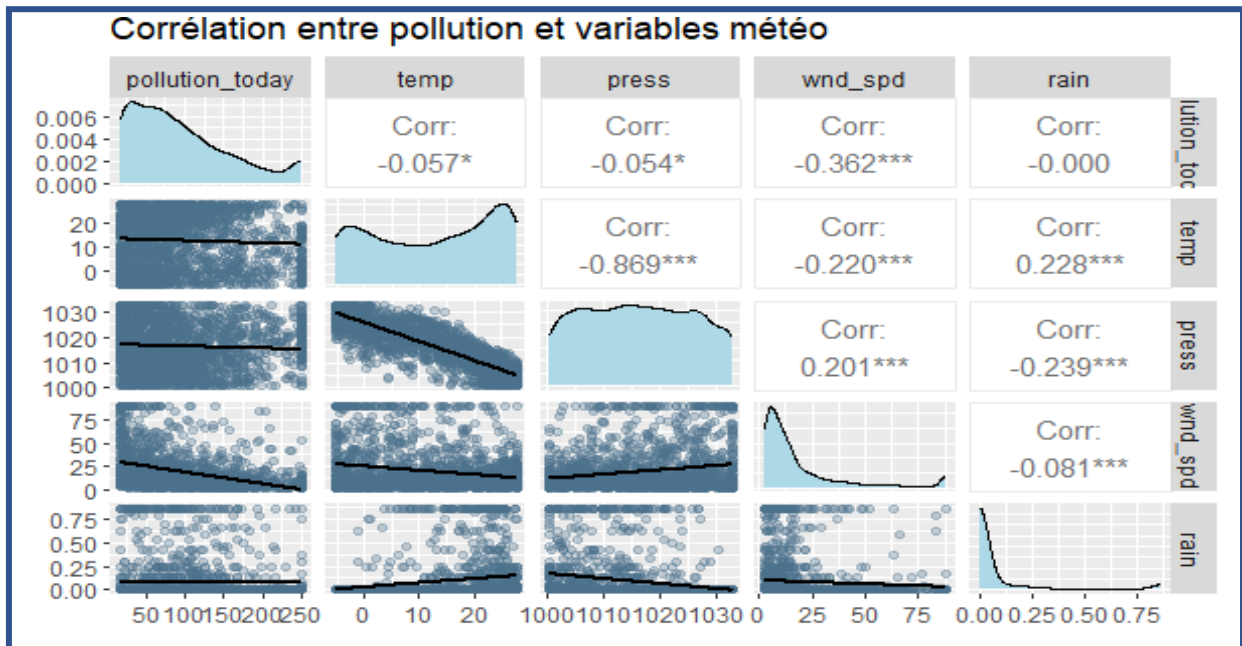 Corrélation entre pollution et variables météo
pollution_today temp press wnd_spd rain
0.006
0.004
0.002
0.000
Corr:
-0.057*
Corr:
-0.054*
Corr:
-0.362***
Corr:
-0.000
lution_toc
20
10
0
Corr:
-0.869***
Corr:
-0.220***
Corr:
0.228***
temp
1030
1020
1010
1000
Corr:
0.201***
Corr:
-0.239***
press
75
50
25
0
Corr:
-0.081***
wnd_spd
0.75
0.50
0.25
0.00
rain
50 100 150 200 250 0 10 20 1000 1010 1020 1030 0 25 50 75 0.00 0.25 0.50 0.75